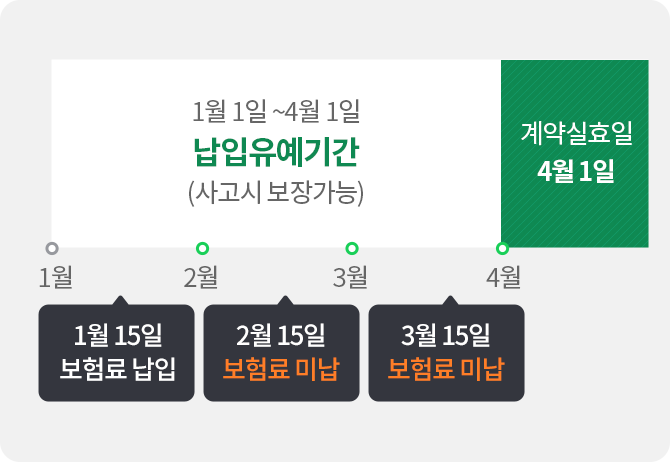 1월 1일 ~4월 1일
납입유예기간
(사고시 보장가능)
계약실효일
4월 1일
1월
2월
3월
4월
1월 15일
보험료 납입
2월 15일
보험료 미납
3월 15일
보험료 미납